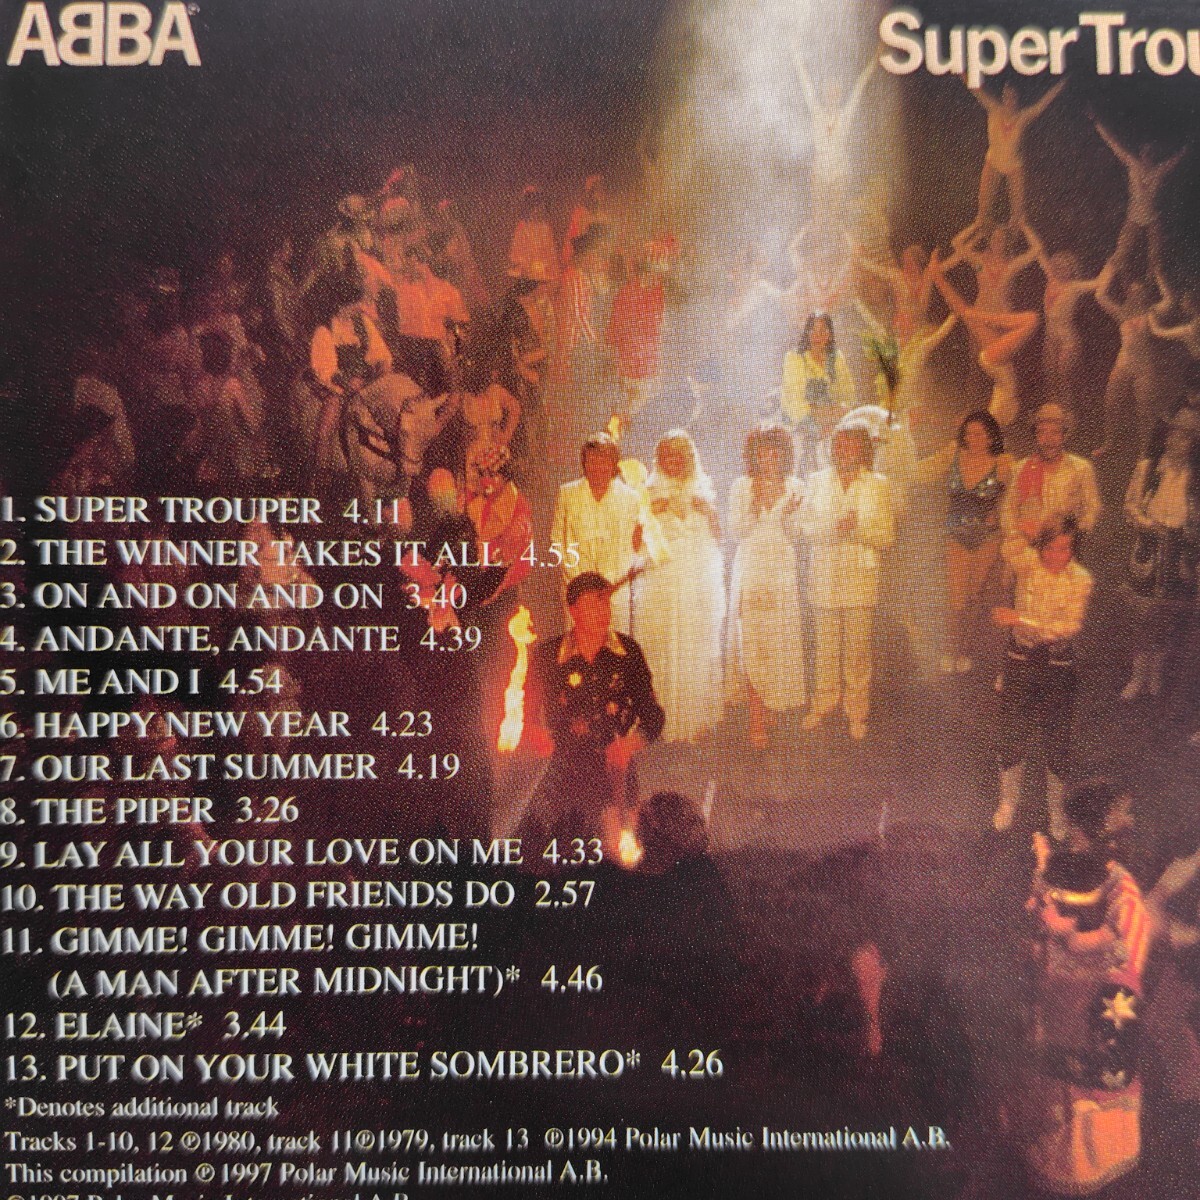 ABBA
Super Trou
1. SUPER TROUPER 4.11
2. THE WINNER TAKES IT ALL 4.55
3. ON AND ON AND ON 3.40
4. ANDANTE, ANDANTE 4.39
5. ME AND I 4.54
6. HAPPY NEW YEAR 4.23
7. OUR LAST SUMMER 4.19
8. THE PIPER 3.26
9. LAY ALL YOUR LOVE ON ME 4.33
10. THE WAY OLD FRIENDS DO 2.57
11. GIMME! GIMME! GIMME!
(A MAN AFTER MIDNIGHT)* 4.46
12. ELAINE* 3.44
13. PUT ON YOUR WHITE SOMBRERO* 4.26
*Denotes additional track
Tracks 1-10, 12 ℗1980, track 11℗1979, track 13 ℗1994 Polar Music International A.B.
This compilation ℗ 1997 Polar Music International A.B.
©1997 Polar Music International A.B.